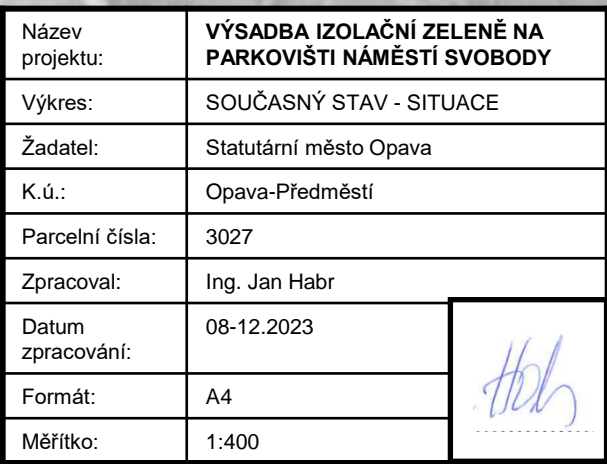 Název
projektu:
VÝSADBA IZOLAČNÍ ZELENĚ NA
PARKOVIŠTI NÁMĚSTÍ SVOBODY
Výkres:
SOUČASNÝ STAV - SITUACE
Žadatel:
Statutární město Opava
K.ú.:
Opava-Předměstí
Parcelní čísla:
3027
Zpracoval:
Ing. Jan Habr
Datum
zpracování:
08-12.2023
Formát:
A4
Měřítko:
1:400